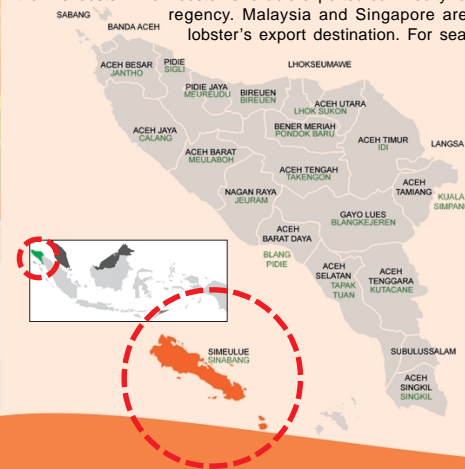 regency. Malaysia and Singapore are
lobster's export destination. For sea
SABANG
BANDA ACEH
ACEH BESAR
JANTHO
PIDIE
SIGLI
LHOKSEUMAWE
PIDIE JAYA
MEUREUDU
BIREUEN
BIREUEN
ACEH UTARA
LHOK SUKON
ACEH JAYA
CALANG
BENER MERIAH
PONDOK BARU
ACEH TIMUR
IDI
LANGSA
ACEH BARAT
MEULABOH
ACEH TENGAH
TAKENGON
ACEH
TAMIANG
KUALA
SIMPANG
NAGAN RAYA
JEURAM
GAYO LUES
BLANGKEJEREN
ACEH
BARAT DAYA
BLANG
PIDIE
ACEH
SELATAN
TAPAK
TUAN
ACEH
TENGGARA
KUTACANE
SIMEULUE
SINABANG
SUBULUSSALAM
ACEH
SINGKIL
SINGKIL